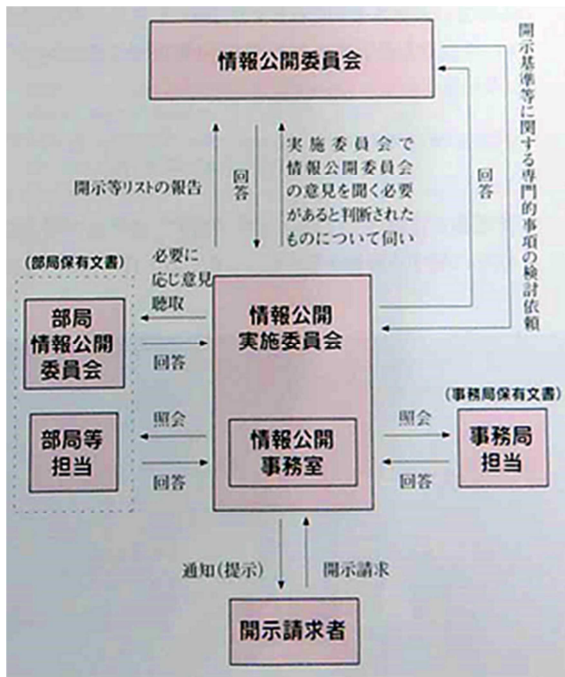 情報公開委員会
開示等リストの報告
回答
実施委員会で
情報公開委員会
の意見を聞く必要
があると判断された
ものについて伺い
回答
開示基準等に関する専門的事項の検討依頼
(部局保有文書)
必要に
応じ意見
聴取
部局
情報公開
委員会
回答
情報公開
実施委員会
(事務局保有文書)
部局等
担当
照会
回答
情報公開
事務室
照会
回答
事務局
担当
通知(提示)
開示請求
開示請求者